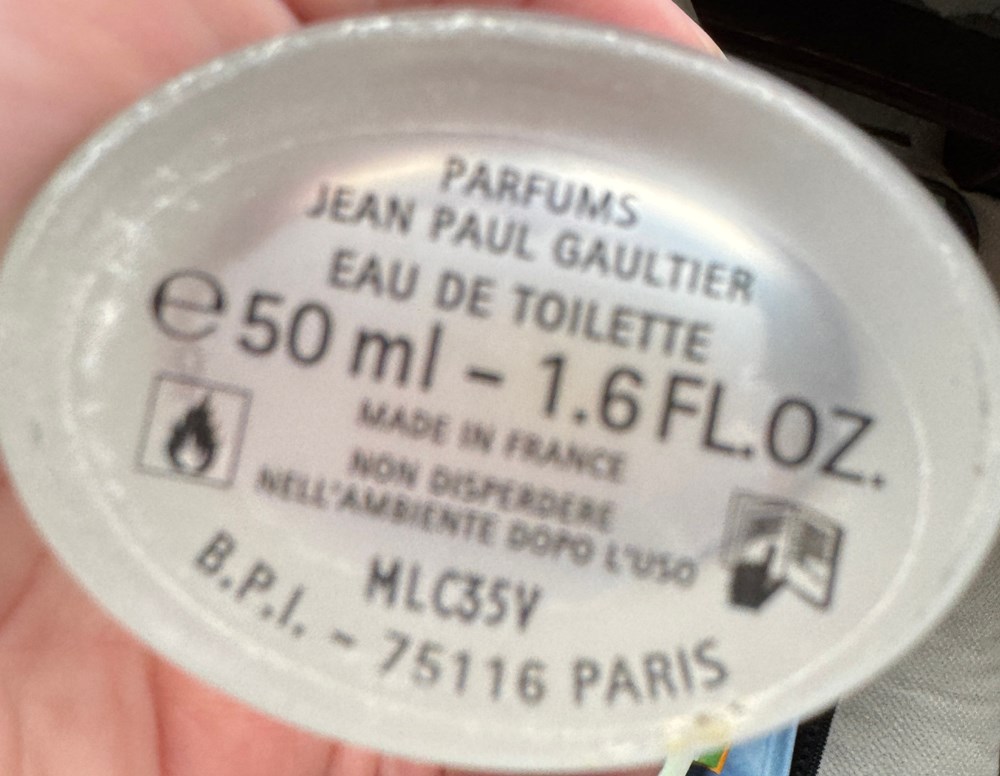 PARFUMS
JEAN PAUL GAULTIER
EAU DE TOILETTE
℮ 50 ml - 1.6 FL.OZ.
MADE IN FRANCE
NON DISPERDERE
NELL'AMBIENTE DOPO L'USO
MLC35V
B.P.I. - 75116 PARIS